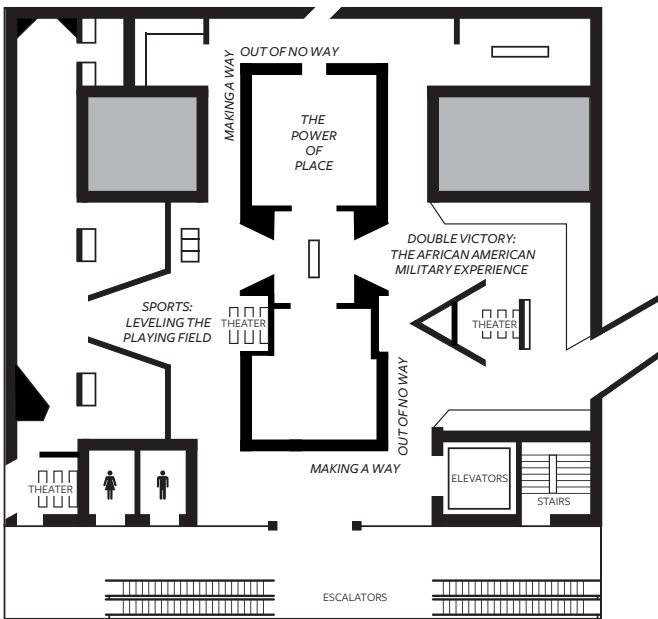 OUT OF NO WAY
MAKING A WAY
THE
POWER
OF
PLACE
DOUBLE VICTORY:
THE AFRICAN AMERICAN
MILITARY EXPERIENCE
SPORTS:
LEVELING THE
PLAYING FIELD
THEATER
THEATER
OUT OF NO WAY
MAKING A WAY
THEATER
ELEVATORS
STAIRS
ESCALATORS